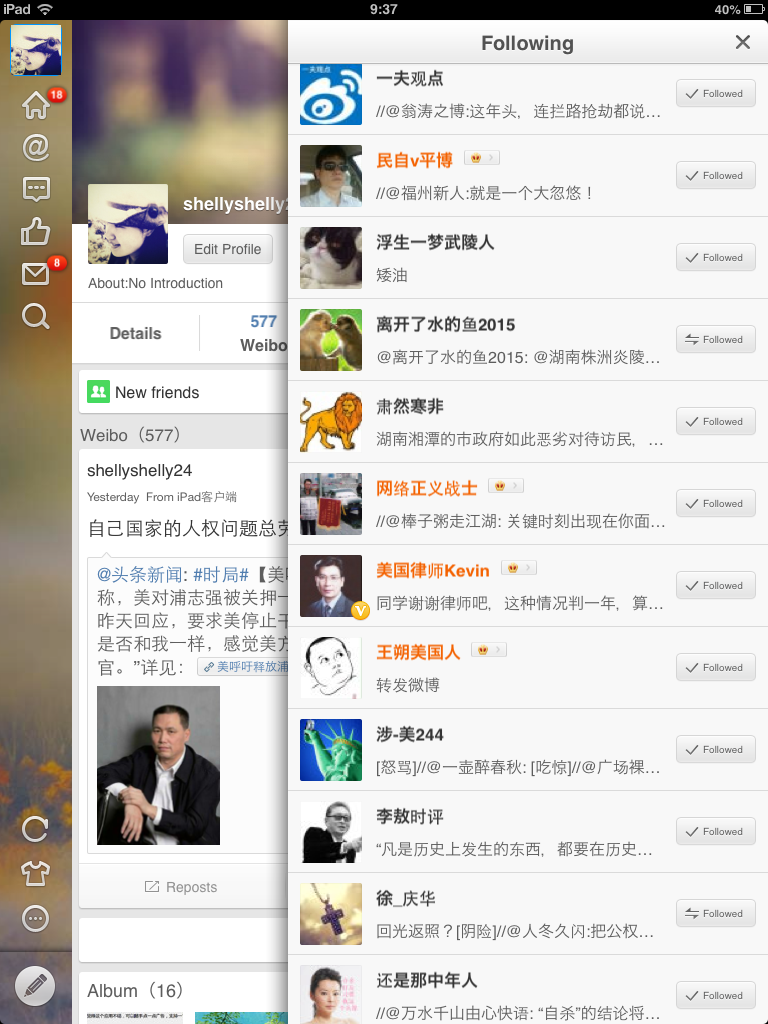 iPad
9:37
40%
18
8
shellyshelly2
Edit Profile
About:No Introduction
Details
577
Weibo
New friends
Weibo（577）
shellyshelly24
Yesterday From iPad客户端
自己国家的人权问题总
@头条新闻: #时局#【美
称，美对浦志强被关押一
昨天回应，要求美停止干
是否和我一样，感觉美方
官。”详见：
美呼吁释放浦
Reposts
Album（16）
Following
一夫观点
//@翁涛之博:这年头，连拦路抢劫都说…
Followed
民自v平博
//@福州新人:就是一个大忽悠！
Followed
浮生一梦武陵人
矮油
Followed
离开了水的鱼2015
@离开了水的鱼2015: @湖南株洲炎陵…
Followed
肃然寒非
湖南湘潭的市政府如此恶劣对待访民，…
Followed
网络正义战士
//@棒子粥走江湖: 关键时刻出现在你面…
Followed
美国律师Kevin
同学谢谢律师吧，这种情况判一年，算…
Followed
王朔美国人
转发微博
Followed
涉-美244
[怒骂]//@一壶醉春秋: [吃惊]//@广场裸…
Followed
李敖时评
“凡是历史上发生的东西，都要在历史…
Followed
徐_庆华
回光返照？[阴险]//@人冬久闪:把公权…
Followed
还是那中年人
//@万水千山由心快语: “自杀”的结论将…
Followed